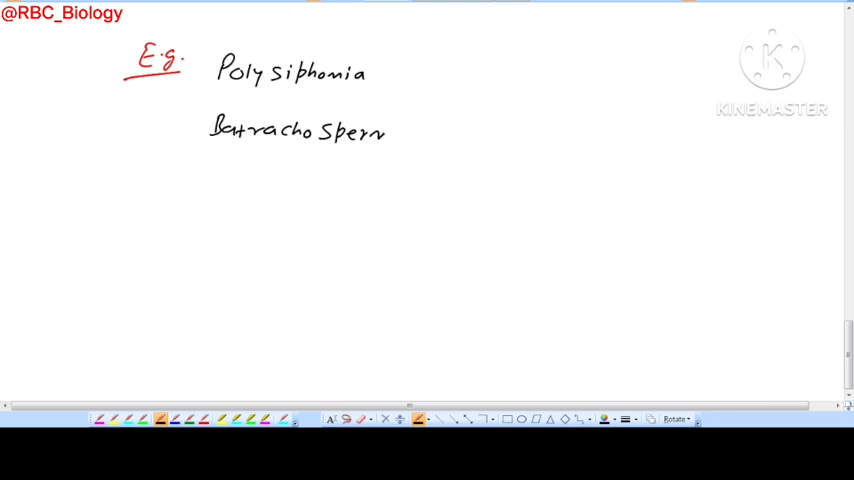 @RBC_Biology
E.g. Polysiphonia
KINEMASTER
Batrachosperm
Rotate